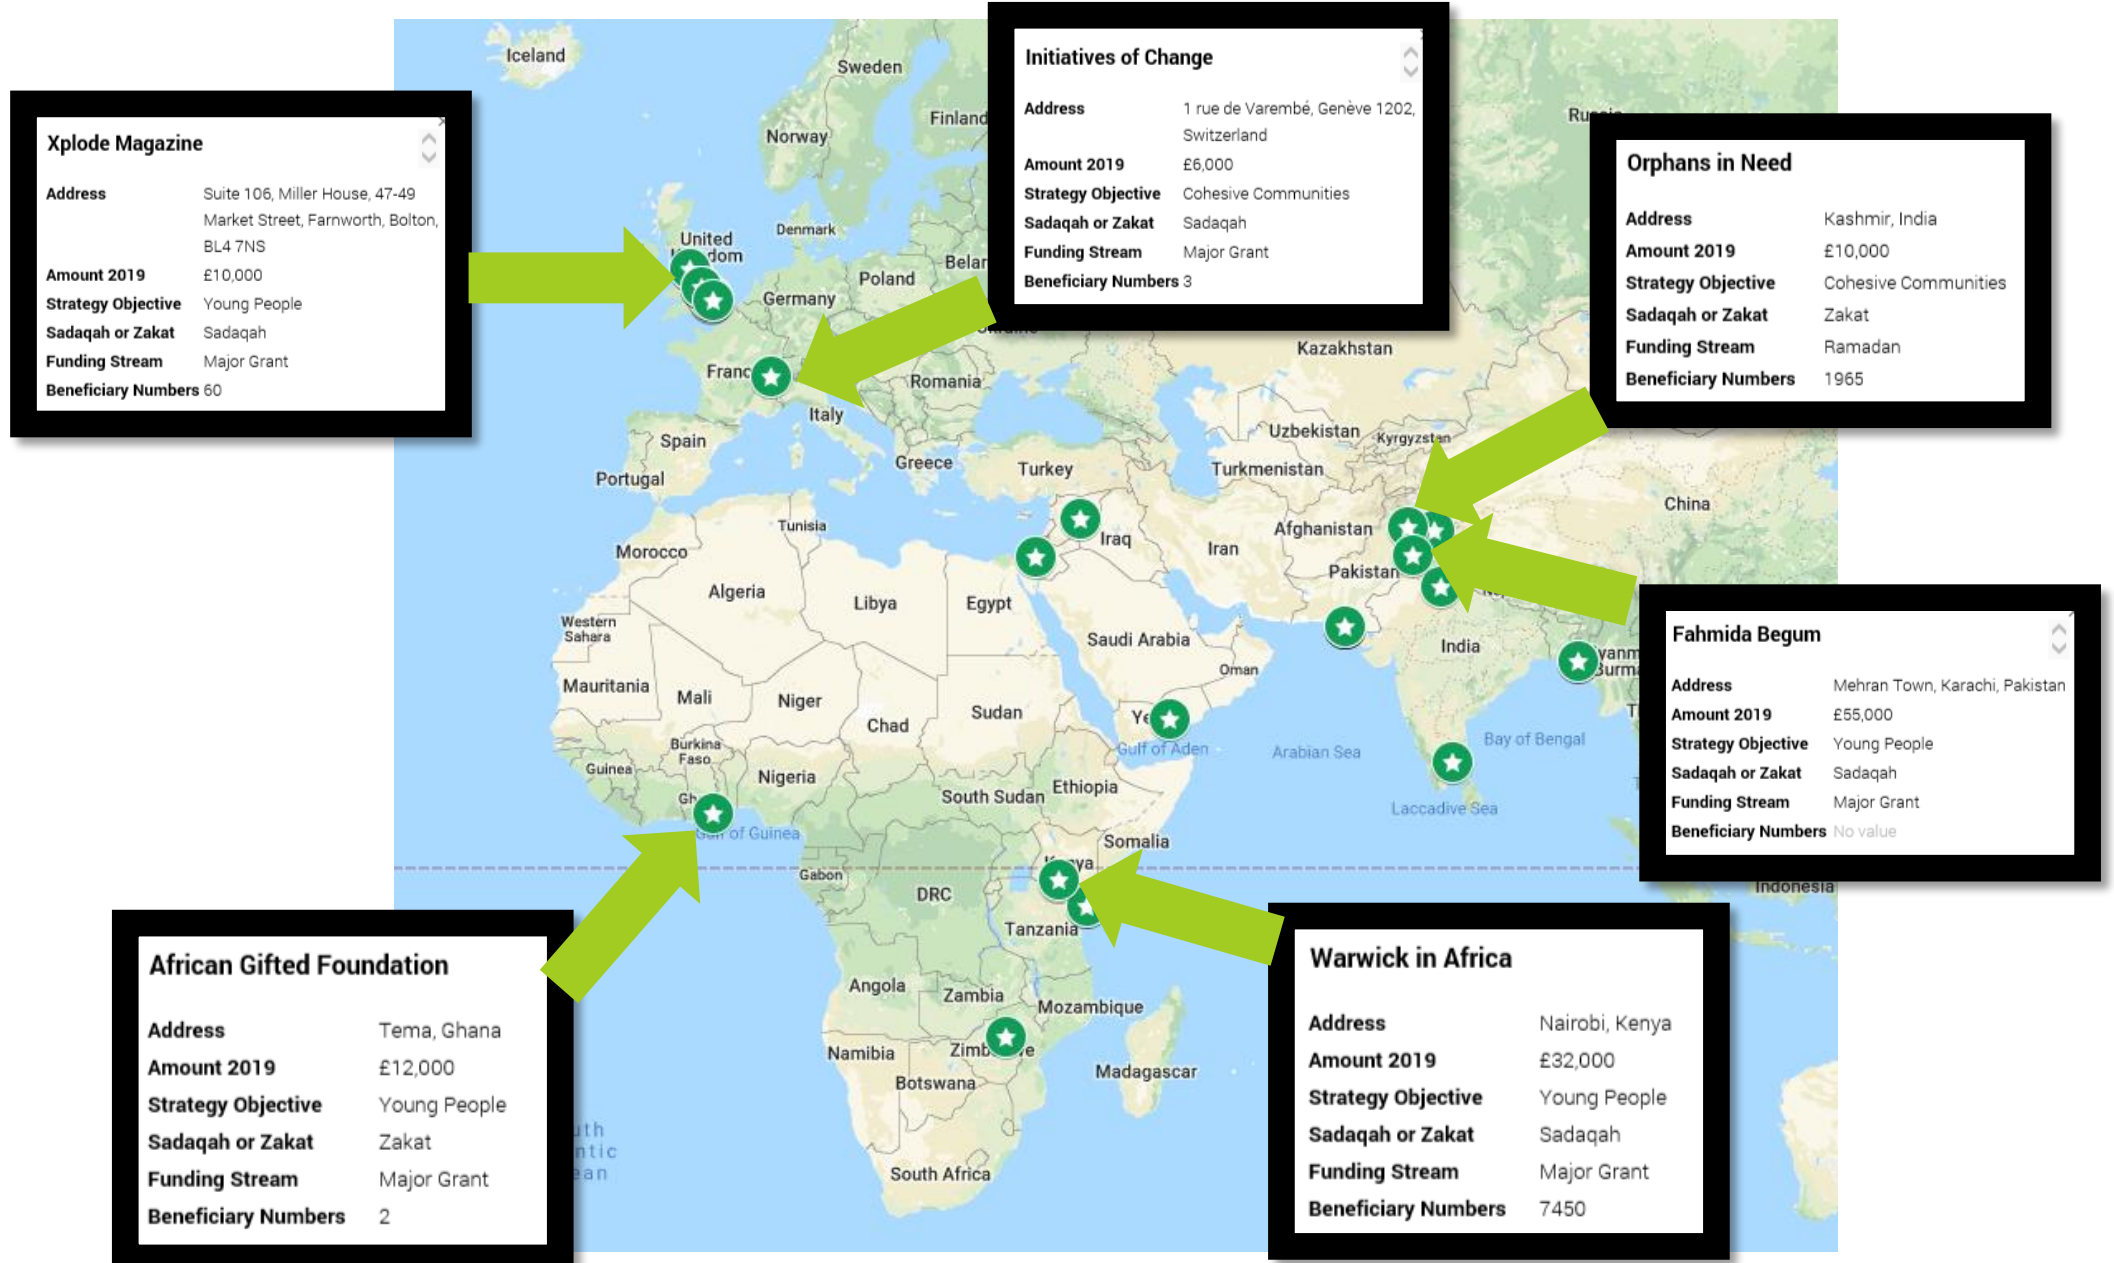 Xplode Magazine
Address Suite 106, Miller House, 47-49
Market Street, Farnworth, Bolton,
BL4 7NS
Amount 2019 £10,000
Strategy Objective Young People
Sadaqah or Zakat Sadaqah
Funding Stream Major Grant
Beneficiary Numbers 60
Initiatives of Change
Address 1 rue de Varembé, Genève 1202,
Switzerland
Amount 2019 £6,000
Strategy Objective Cohesive Communities
Sadaqah or Zakat Sadaqah
Funding Stream Major Grant
Beneficiary Numbers 3
Orphans in Need
Address Kashmir, India
Amount 2019 £10,000
Strategy Objective Cohesive Communities
Sadaqah or Zakat Zakat
Funding Stream Ramadan
Beneficiary Numbers 1965
Fahmida Begum
Address Mehran Town, Karachi, Pakistan
Amount 2019 £55,000
Strategy Objective Young People
Sadaqah or Zakat Sadaqah
Funding Stream Major Grant
Beneficiary Numbers No value
African Gifted Foundation
Address Tema, Ghana
Amount 2019 £12,000
Strategy Objective Young People
Sadaqah or Zakat Zakat
Funding Stream Major Grant
Beneficiary Numbers 2
Warwick in Africa
Address Nairobi, Kenya
Amount 2019 £32,000
Strategy Objective Young People
Sadaqah or Zakat Sadaqah
Funding Stream Major Grant
Beneficiary Numbers 7450
Iceland
Sweden
Finland
Norway
Denmark
United
Poland
Germany
Kazakhstan
Romania
Italy
Spain
Portugal
Greece
Turkey
Uzbekistan
Kyrgyzstan
Turkmenistan
China
Tunisia
Morocco
Iraq
Iran
Afghanistan
Pakistan
Algeria
Libya
Egypt
Western
Sahara
Saudi Arabia
Oman
India
Mauritania
Mali
Niger
Chad
Sudan
Gulf of Aden
Arabian Sea
Bay of Bengal
Burkina
Faso
Guinea
Nigeria
South Sudan
Ethiopia
Laccadive Sea
of Guinea
Somalia
Gabon
DRC
Tanzania
Indonesia
Angola
Zambia
Mozambique
Namibia
Botswana
Madagascar
South Africa